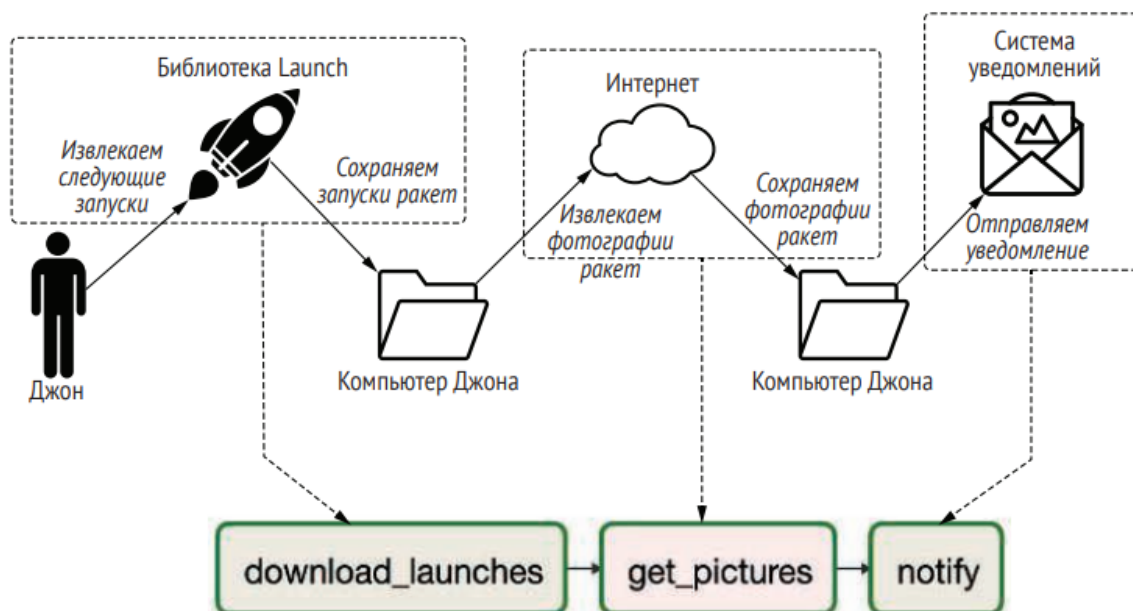 Библиотека Launch
Извлекаем
следующие
запуски
Сохраняем
запуски ракет
Джон
Компьютер Джона
Интернет
Извлекаем
фотографии
ракет
Сохраняем
фотографии
ракет
Компьютер Джона
Система
уведомлений
Отправляем
уведомление
download_launches
get_pictures
notify